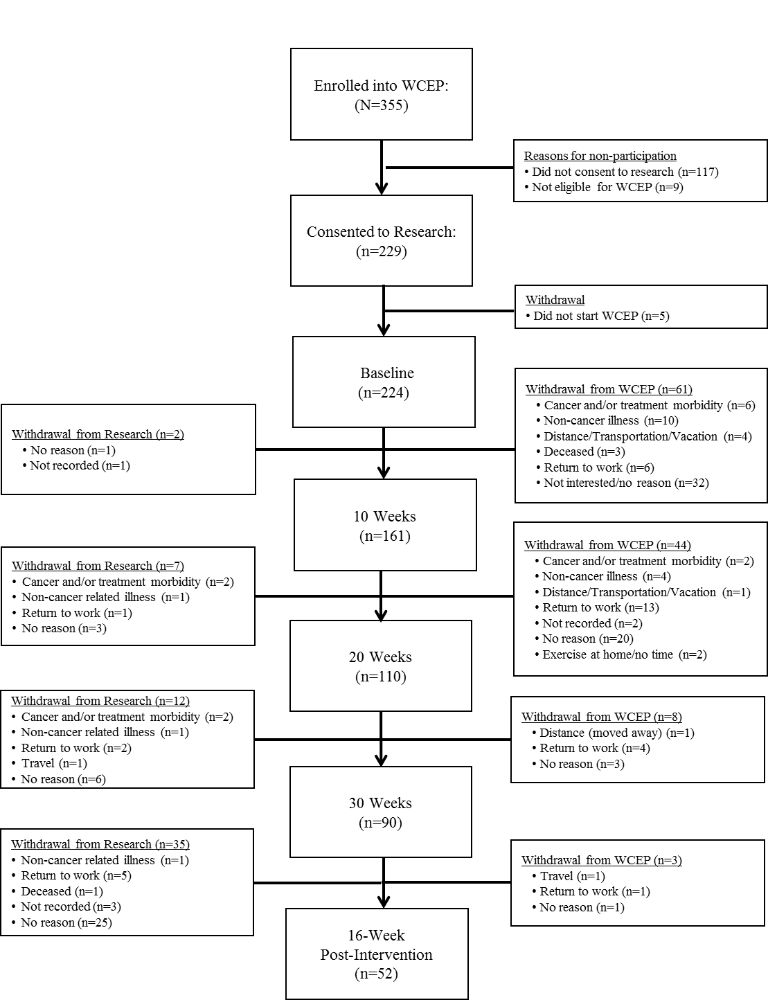 Enrolled into WCEP:
(N=355)
Reasons for non-participation
• Did not consent to research (n=117)
• Not eligible for WCEP (n=9)
Consented to Research:
(n=229)
Withdrawal
• Did not start WCEP (n=5)
Baseline
(n=224)
Withdrawal from WCEP (n=61)
• Cancer and/or treatment morbidity (n=6)
• Non-cancer illness (n=10)
• Distance/Transportation/Vacation (n=4)
• Deceased (n=3)
• Return to work (n=6)
• Not interested/no reason (n=32)
Withdrawal from Research (n=2)
• No reason (n=1)
• Not recorded (n=1)
10 Weeks
(n=161)
Withdrawal from WCEP (n=44)
• Cancer and/or treatment morbidity (n=2)
• Non-cancer illness (n=4)
• Distance/Transportation/Vacation (n=1)
• Return to work (n=13)
• Not recorded (n=2)
• No reason (n=20)
• Exercise at home/no time (n=2)
Withdrawal from Research (n=7)
• Cancer and/or treatment morbidity (n=2)
• Non-cancer related illness (n=1)
• Return to work (n=1)
• No reason (n=3)
20 Weeks
(n=110)
Withdrawal from Research (n=12)
• Cancer and/or treatment morbidity (n=2)
• Non-cancer related illness (n=1)
• Return to work (n=2)
• Travel (n=1)
• No reason (n=6)
Withdrawal from WCEP (n=8)
• Distance (moved away) (n=1)
• Return to work (n=4)
• No reason (n=3)
30 Weeks
(n=90)
Withdrawal from Research (n=35)
• Non-cancer related illness (n=1)
• Return to work (n=5)
• Deceased (n=1)
• Not recorded (n=3)
• No reason (n=25)
Withdrawal from WCEP (n=3)
• Travel (n=1)
• Return to work (n=1)
• No reason (n=1)
16-Week
Post-Intervention
(n=52)